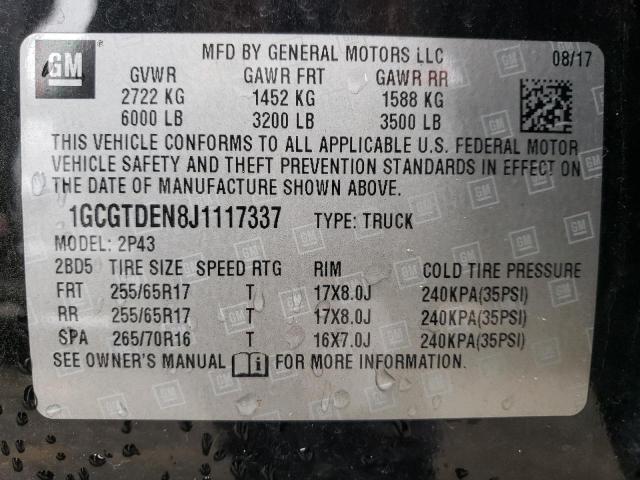 GM
MFD BY GENERAL MOTORS LLC 08/17
GVWR GAWR FRT GAWR RR
2722 KG 1452 KG 1588 KG
6000 LB 3200 LB 3500 LB
THIS VEHICLE CONFORMS TO ALL APPLICABLE U.S. FEDERAL MOTOR
VEHICLE SAFETY AND THEFT PREVENTION STANDARDS IN EFFECT ON
THE DATE OF MANUFACTURE SHOWN ABOVE.
1GCGTDEN8J1117337 TYPE: TRUCK
MODEL: 2P43
2BD5 TIRE SIZE SPEED RTG RIM COLD TIRE PRESSURE
FRT 255/65R17 T 17X8.0J 240KPA(35PSI)
RR 255/65R17 T 17X8.0J 240KPA(35PSI)
SPA 265/70R16 T 16X7.0J 240KPA(35PSI)
SEE OWNER'S MANUAL FOR MORE INFORMATION.